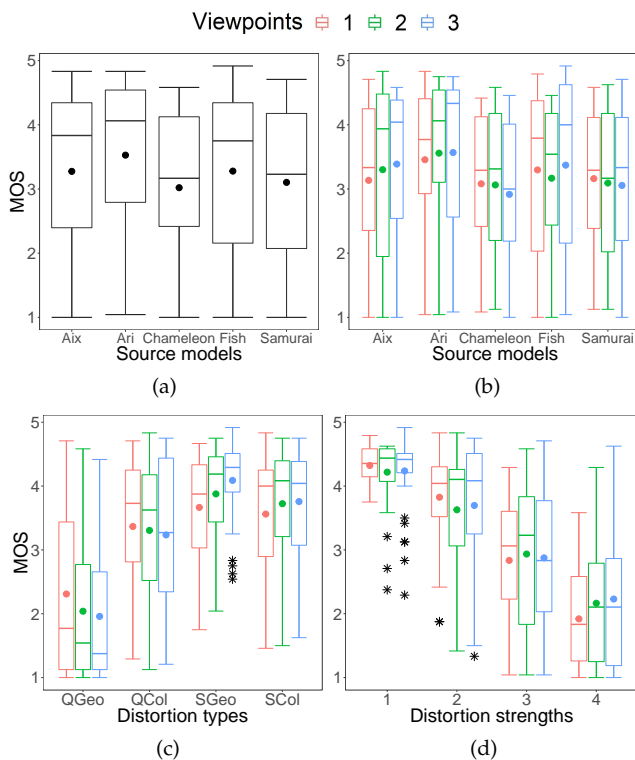 Viewpoints 1 2 3
5
4
3
2
1
MOS
Aix Ari Chameleon Fish Samurai
Source models
(a)
5
4
3
2
1
Aix Ari Chameleon Fish Samurai
Source models
(b)
5
4
3
2
1
MOS
QGeo QCol SGeo SCol
Distortion types
(c)
5
4
3
2
1
1 2 3 4
Distortion strengths
(d)